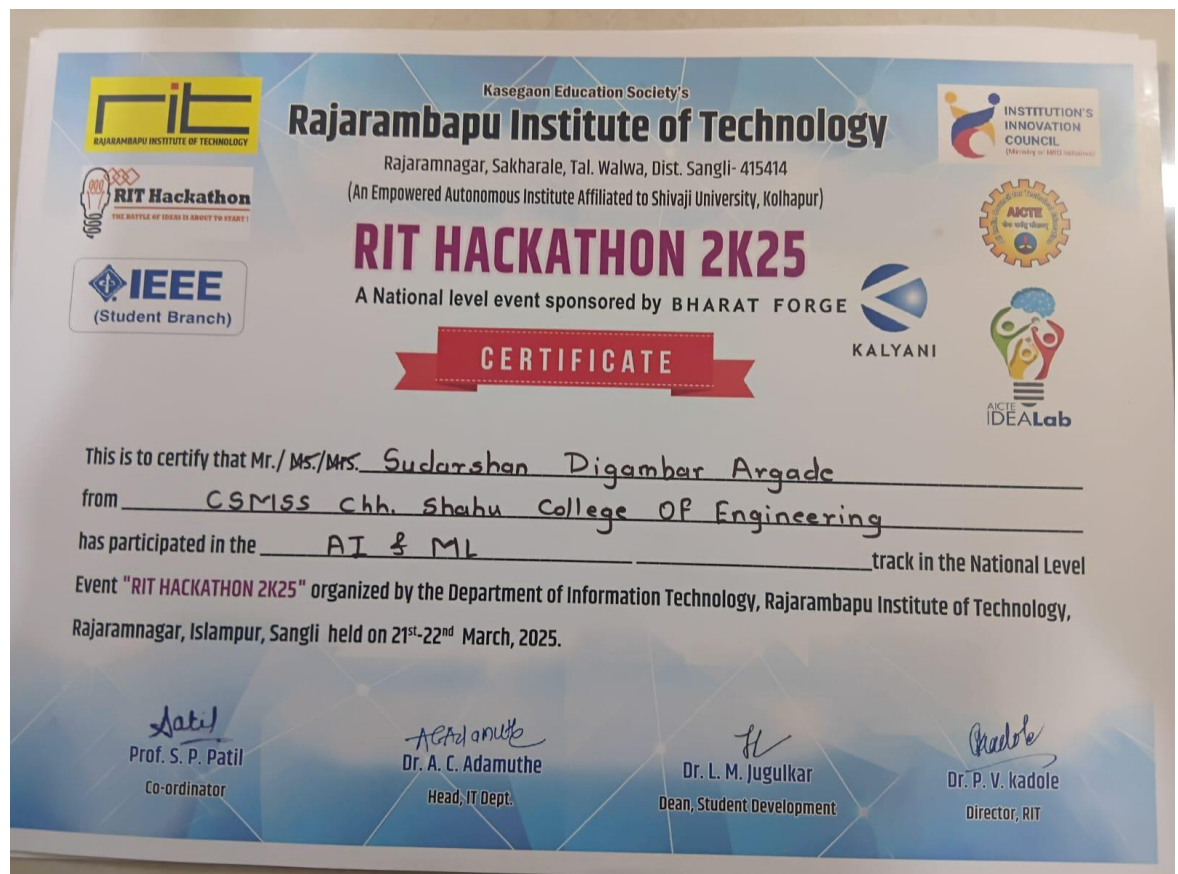 Kasegaon Education Society's
Rajarambapu Institute of Technology
Rajaramnagar, Sakharale, Tal. Walwa, Dist. Sangli- 415414
(An Empowered Autonomous Institute Affiliated to Shivaji University, Kolhapur)
rit
RAJARAMBAPU INSTITUTE OF TECHNOLOGY
RIT Hackathon
THE BATTLE OF IDEAS IS ABOUT TO START !
IEEE
(Student Branch)
INSTITUTION'S
INNOVATION
COUNCIL
(Ministry of HRD Initiative)
AICTE
RIT HACKATHON 2K25
A National level event sponsored by BHARAT FORGE
KALYANI
AICTE
IDEALab
CERTIFICATE
This is to certify that Mr./ Ms./Mrs. Sudarshan Digambar Argade
from CSMSS Chh. Shahu College Of Engineering
has participated in the AI & ML track in the National Level
Event "RIT HACKATHON 2K25" organized by the Department of Information Technology, Rajarambapu Institute of Technology,
Rajaramnagar, Islampur, Sangli held on 21st-22nd March, 2025.
Prof. S. P. Patil
Co-ordinator
Dr. A. C. Adamuthe
Head, IT Dept.
Dr. L. M. Jugulkar
Dean, Student Development
Dr. P. V. kadole
Director, RIT